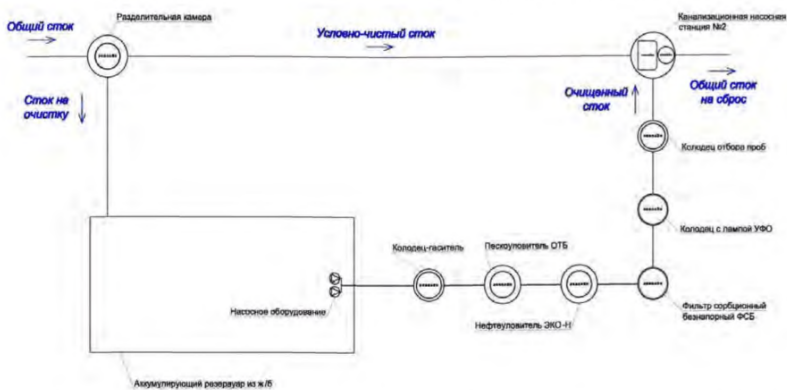 Разделительная камера
Канализационная насосная
станция №2
Общий сток
Условно-чистый сток
Сток на
очистку
Очищенный
сток
Общий сток
на сброс
Колодец отбора проб
Колодец с лампой УФО
Колодец-гаситель
Пескоуловитель ОТБ
Насосное оборудование
Нефтеуловитель ЭКО-Н
Фильтр сорбционный
безнапорный ФСБ
Аккумулирующий резервуар из ж/б